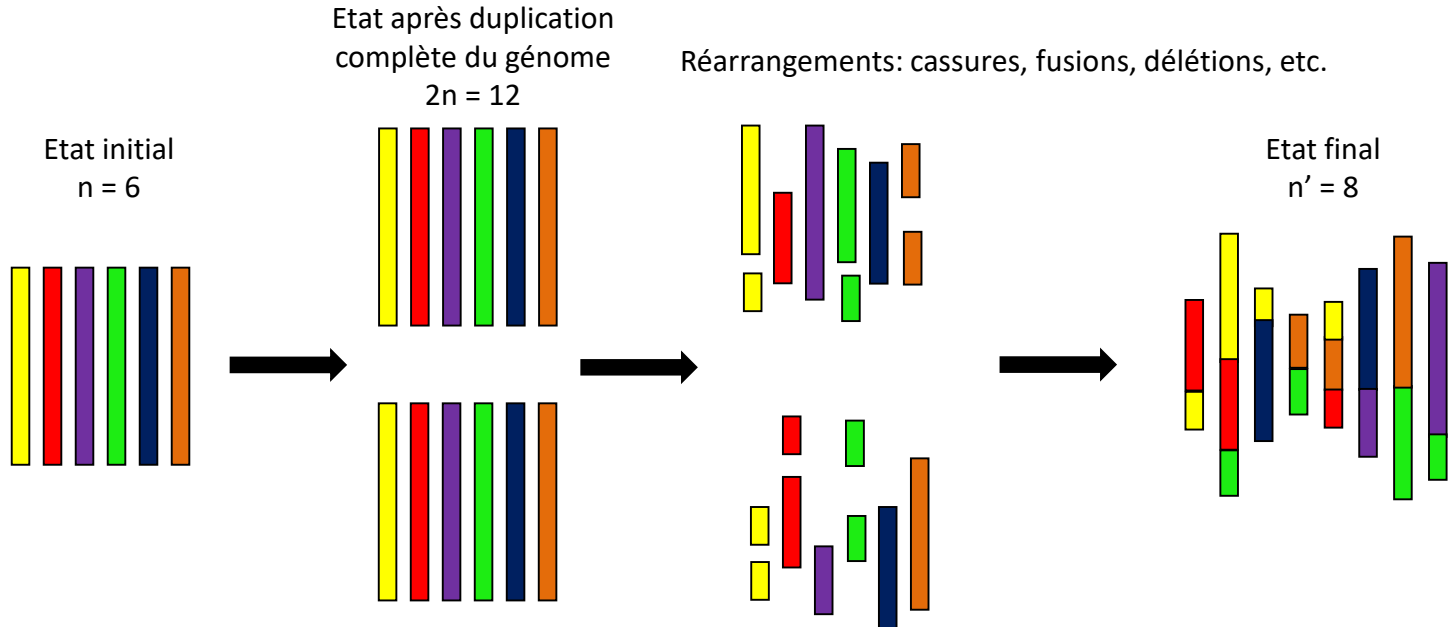 Etat initial
n = 6
Etat après duplication
complète du génome
2n = 12
Réarrangements: cassures, fusions, délétions, etc.
Etat final
n’ = 8